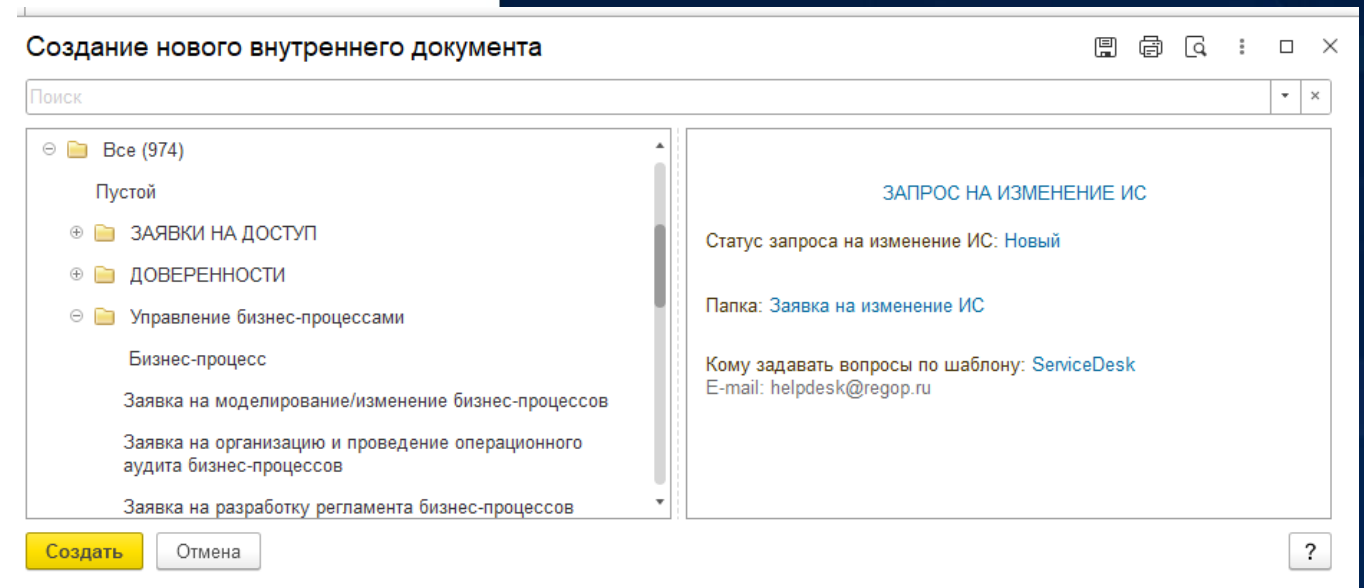 Создание нового внутреннего документа
Поиск
Все (974)
Пустой
ЗАЯВКИ НА ДОСТУП
ДОВЕРЕННОСТИ
Управление бизнес-процессами
Бизнес-процесс
Заявка на моделирование/изменение бизнес-процессов
Заявка на организацию и проведение операционного
аудита бизнес-процессов
Заявка на разработку регламента бизнес-процессов
ЗАПРОС НА ИЗМЕНЕНИЕ ИС
Статус запроса на изменение ИС: Новый
Папка: Заявка на изменение ИС
Кому задавать вопросы по шаблону: ServiceDesk
E-mail: helpdesk@regop.ru
Создать
Отмена
?